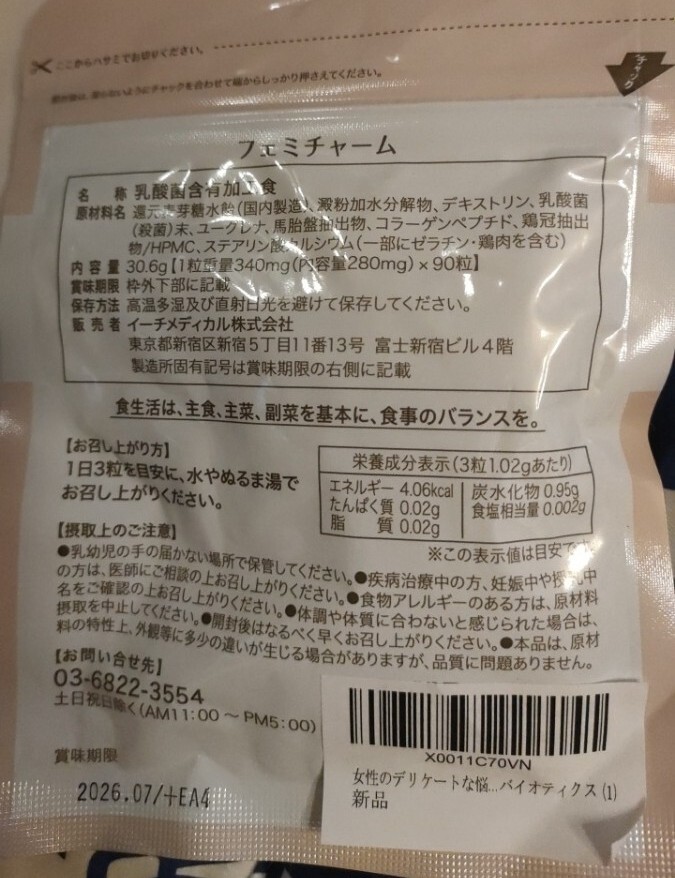 ここからハサミでお切りください。
開封後は、湿らないようにチャックを合わせて端からしっかり押さえてください。
チャック
フェミチャーム
名 称 乳酸菌含有加工食
原材料名 還元麦芽糖水飴(国内製造)、澱粉加水分解物、デキストリン、乳酸菌
(殺菌)末、ユーグレナ、馬胎盤抽出物、コラーゲンペプチド、鶏冠抽出
物/HPMC、ステアリン酸カルシウム(一部にゼラチン・鶏肉を含む)
内容量 30.6g【1粒重量340mg(内容量280mg)×90粒】
賞味期限 枠外下部に記載
保存方法 高温多湿及び直射日光を避けて保存してください。
販売者 イーチメディカル株式会社
東京都新宿区新宿5丁目11番13号 富士新宿ビル4階
製造所固有記号は賞味期限の右側に記載
食生活は、主食、主菜、副菜を基本に、食事のバランスを。
【お召し上がり方】
1日3粒を目安に、水やぬるま湯で
お召し上がりください。
栄養成分表示(3粒1.02gあたり)
エネルギー 4.06kcal 炭水化物 0.95g
たんぱく質 0.02g 食塩相当量 0.002g
脂 質 0.02g
※この表示値は目安です。
【摂取上のご注意】
●乳幼児の手の届かない場所で保管してください。●疾病治療中の方、妊娠中や授乳中
の方は、医師にご相談の上お召し上がりください。●食物アレルギーのある方は、原材料
名をご確認の上お召し上がりください。●体調や体質に合わないと感じられた場合は、
摂取を中止してください。●開封後はなるべく早くお召し上がりください。●本品は、原材
料の特性上、外観等に多少の違いが生じる場合がありますが、品質に問題ありません。
【お問い合せ先】
03-6822-3554
土日祝日除く(AM11:00 〜 PM5:00)
賞味期限
2026.07/+EA4
X0011C70VN
女性のデリケートな悩...バイオティクス (1)
新品